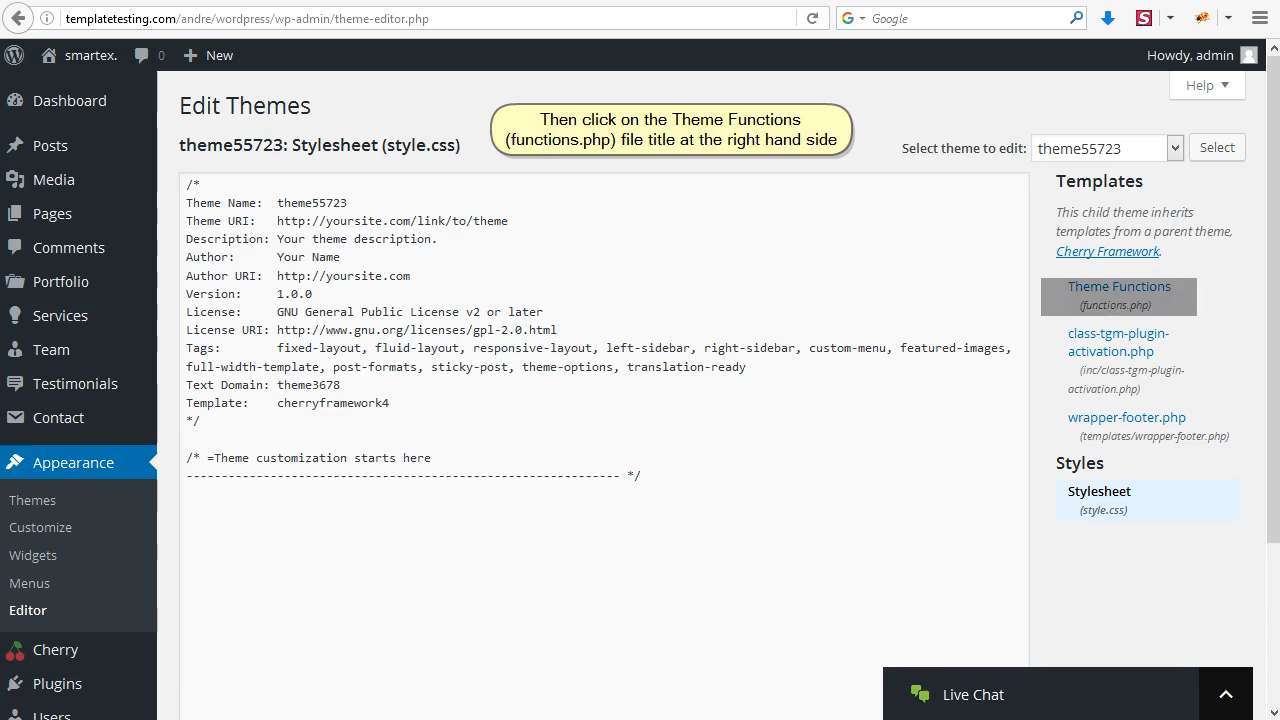 templatetesting.com/andre/wordpress/wp-admin/theme-editor.php
Google
S
smartex.
0
New
Howdy, admin
Dashboard
Posts
Media
Pages
Comments
Portfolio
Services
Team
Testimonials
Contact
Appearance
Themes
Customize
Widgets
Menus
Editor
Cherry
Plugins
Users
Help
Edit Themes
Then click on the Theme Functions
(functions.php) file title at the right hand side
theme55723: Stylesheet (style.css)
Select theme to edit: theme55723 Select
/*
Theme Name: theme55723
Theme URI: http://yoursite.com/link/to/theme
Description: Your theme description.
Author: Your Name
Author URI: http://yoursite.com
Version: 1.0.0
License: GNU General Public License v2 or later
License URI: http://www.gnu.org/licenses/gpl-2.0.html
Tags: fixed-layout, fluid-layout, responsive-layout, left-sidebar, right-sidebar, custom-menu, featured-images,
full-width-template, post-formats, sticky-post, theme-options, translation-ready
Text Domain: theme3678
Template: cherryframework4
*/
/* =Theme customization starts here
-------------------------------------------------------------- */
Templates
This child theme inherits
templates from a parent theme,
Cherry Framework.
Theme Functions
(functions.php)
class-tgm-plugin-
activation.php
(inc/class-tgm-plugin-
activation.php)
wrapper-footer.php
(templates/wrapper-footer.php)
Styles
Stylesheet
(style.css)
Live Chat